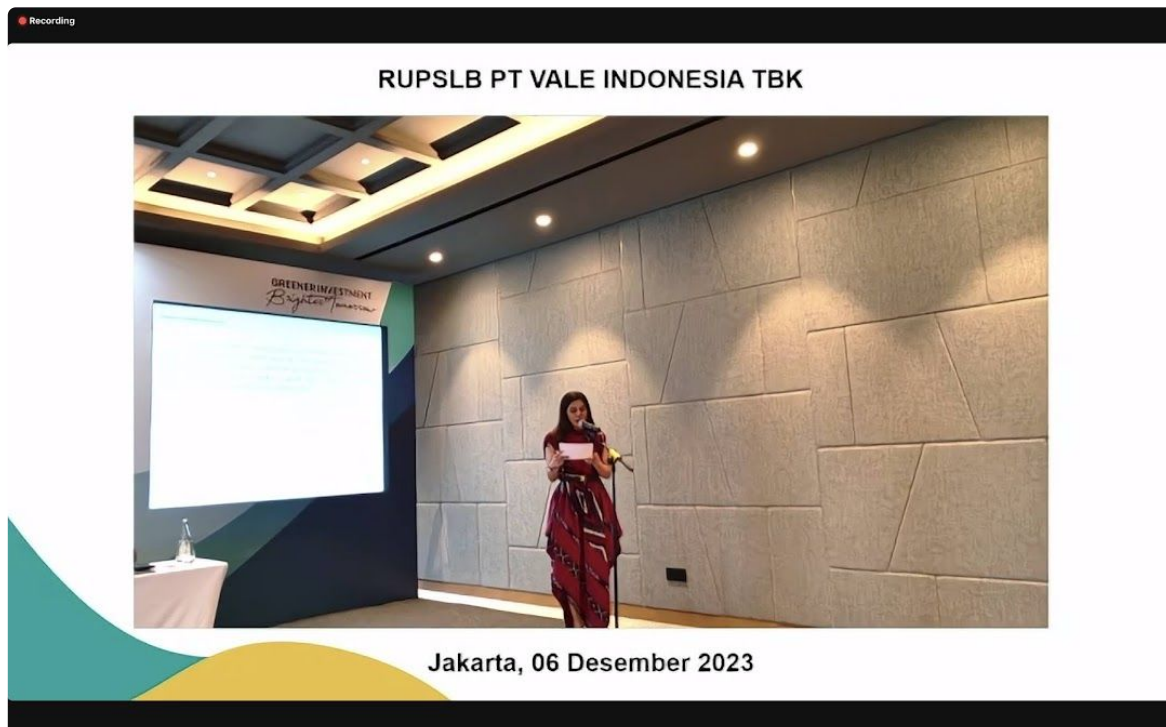 Recording
RUPSLB PT VALE INDONESIA TBK
GREENER INVESTMENT
Brighter Tomorrow
Jakarta, 06 Desember 2023